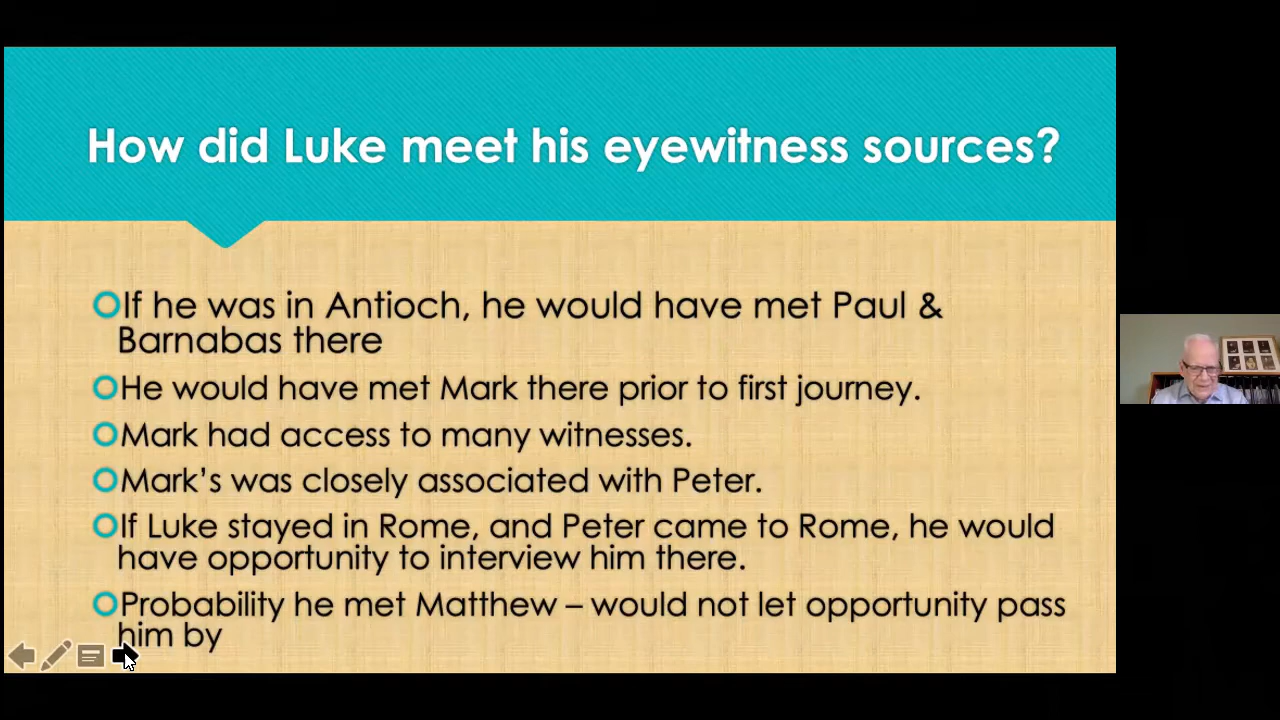 How did Luke meet his eyewitness sources?
If he was in Antioch, he would have met Paul &
Barnabas there
He would have met Mark there prior to first journey.
Mark had access to many witnesses.
Mark’s was closely associated with Peter.
If Luke stayed in Rome, and Peter came to Rome, he would
have opportunity to interview him there.
Probability he met Matthew – would not let opportunity pass
him by